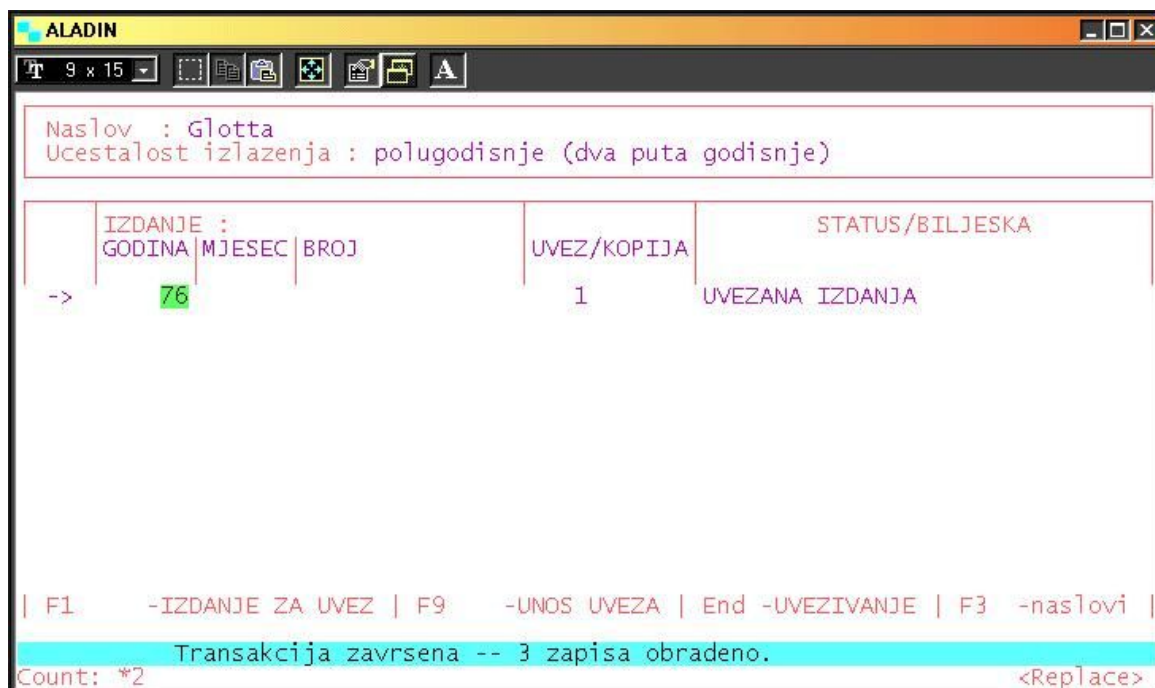 ALADIN
Tr 9 x 15 A
Naslov : Glotta
Ucestalost izlazenja : polugodisnje (dva puta godisnje)
IZDANJE : STATUS/BILJESKA
GODINA|MJESEC|BROJ UVEZ/KOPIJA
-> 76 1 UVEZANA IZDANJA
| F1 -IZDANJE ZA UVEZ | F9 -UNOS UVEZA | End -UVEZIVANJE | F3 -naslovi |
Transakcija zavrsena -- 3 zapisa obradeno.
Count: *2 <Replace>